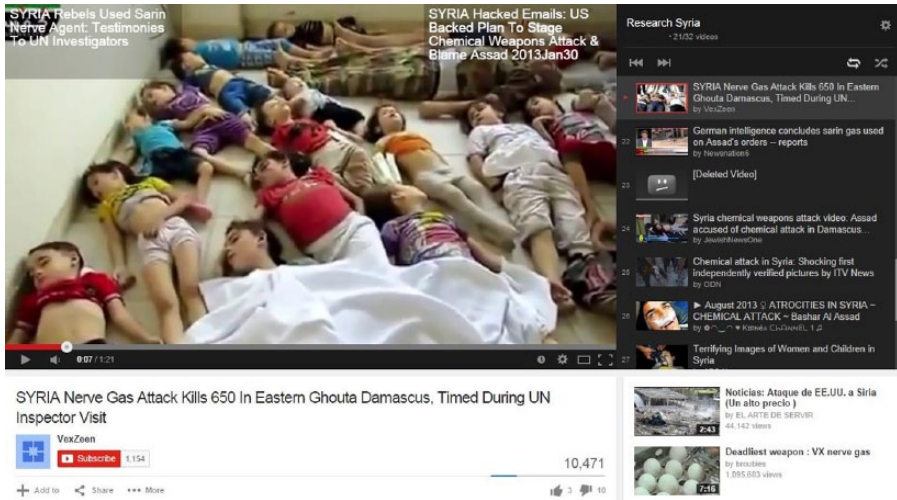 SYRIA Rebels Used Sarin
Nerve Agent: Testimonies
To UN Investigators
SYRIA Hacked Emails: US
Backed Plan To Stage
Chemical Weapons Attack &
Blame Assad 2013Jan30
0:07 / 1:21
Research Syria
• 21/32 videos
SYRIA Nerve Gas Attack Kills 650 In Eastern
Ghouta Damascus, Timed During UN...
by VexZeen
22
German intelligence concludes sarin gas used
on Assad's orders – reports
by Newsnation6
23
[Deleted Video]
24
Syria chemical weapons attack video: Assad
accused of chemical attack in Damascus...
by JewishNewsOne
25
Chemical attack in Syria: Shocking first
independently verified pictures by ITV News
by ODN
26
► August 2013 ♀ ATROCITIES IN SYRIA ~
CHEMICAL ATTACK ~ Bashar Al Assad
by
27
Terrifying Images of Women and Children in
Syria
SYRIA Nerve Gas Attack Kills 650 In Eastern Ghouta Damascus, Timed During UN
Inspector Visit
VexZeen
Subscribe 1,154
10,471
Add to Share ••• More
3 10
Noticias: Ataque de EE.UU. a Siria
(Un alto precio )
by EL ARTE DE SERVIR
44,142 views
2:43
Deadliest weapon : VX nerve gas
by broubles
1,095,603 views
7:16